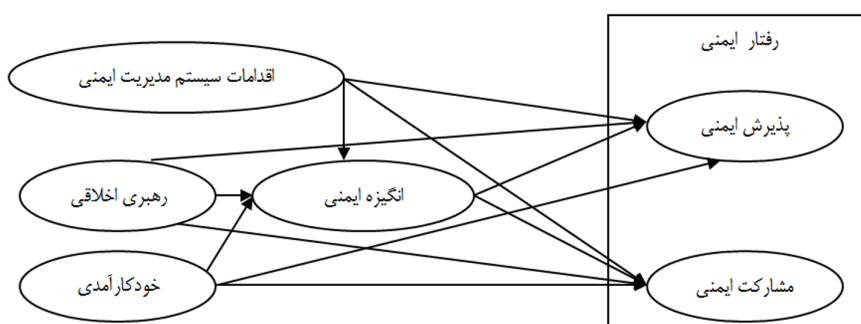 رفتار ایمنی
اقدامات سیستم مدیریت ایمنی
پذیرش ایمنی
رهبری اخلاقی
انگیزه ایمنی
خودکارآمدی
مشارکت ایمنی